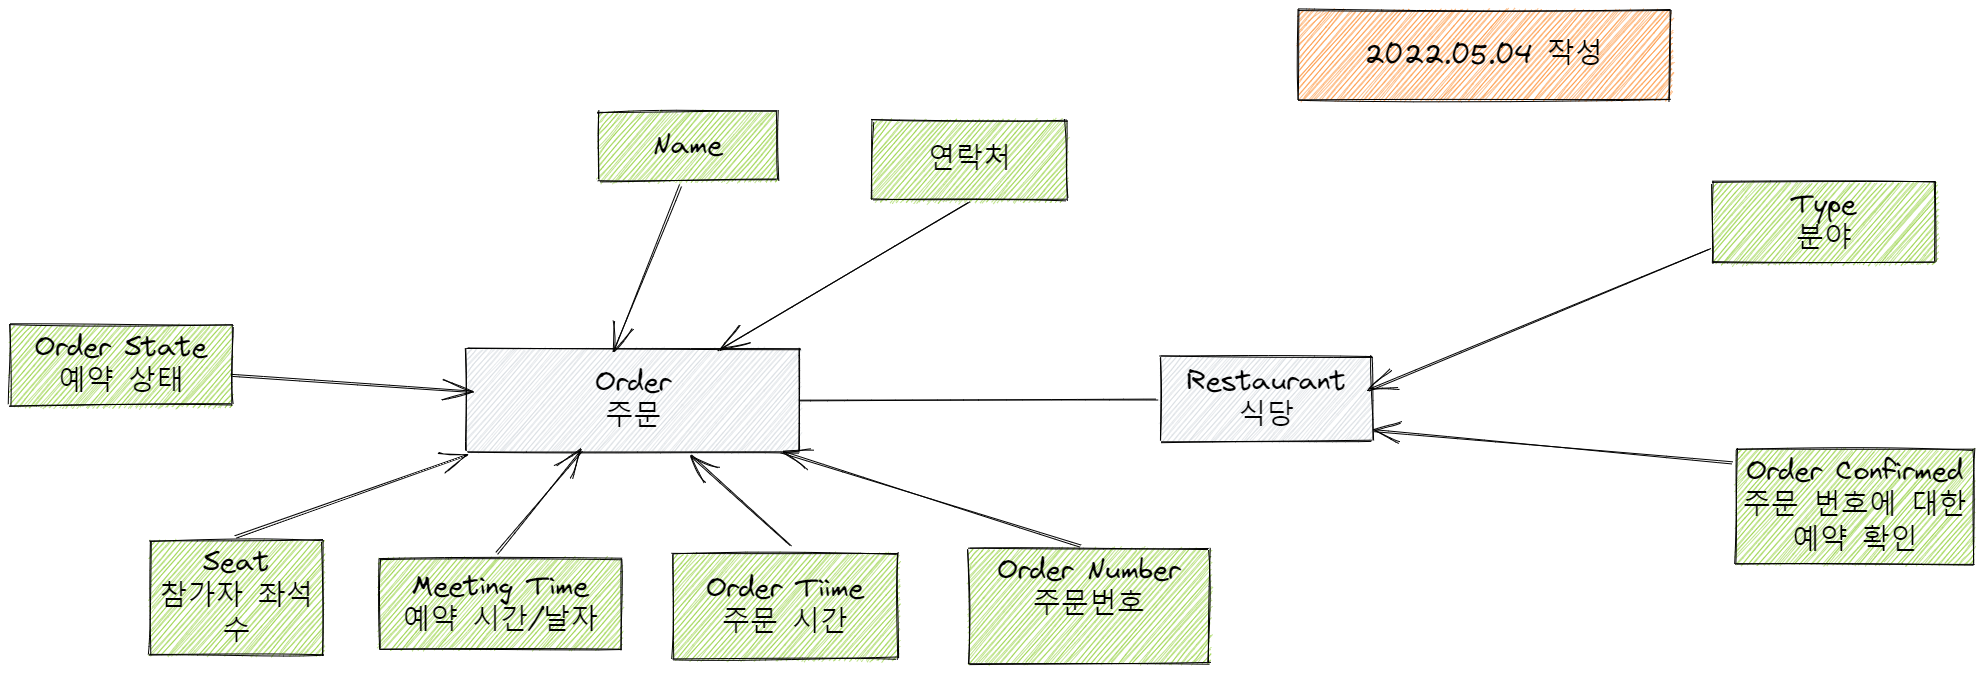 2022.05.04 작성
Name
연락처
Type
분야
Order State
예약 상태
Order
주문
Restaurant
식당
Order Confirmed
주문 번호에 대한
예약 확인
Seat
참가자 좌석
수
Meeting Time
예약 시간/날자
Order Tiime
주문 시간
Order Number
주문번호